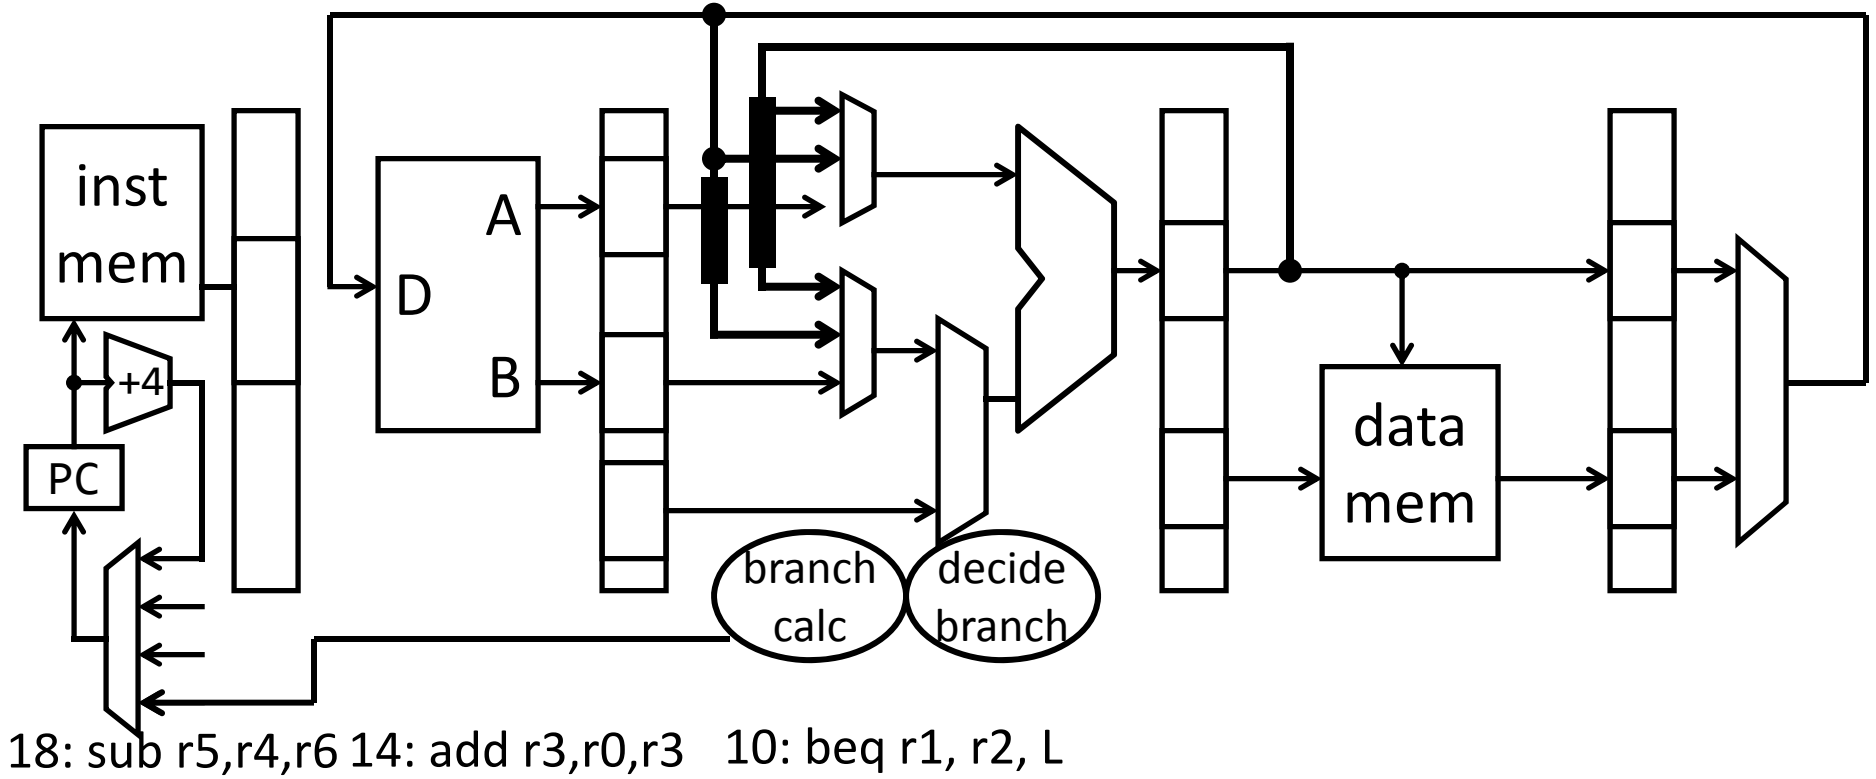 inst
mem
A
D
B
+4
PC
data
mem
branch
calc
decide
branch
18: sub r5,r4,r6 14: add r3,r0,r3 10: beq r1, r2, L